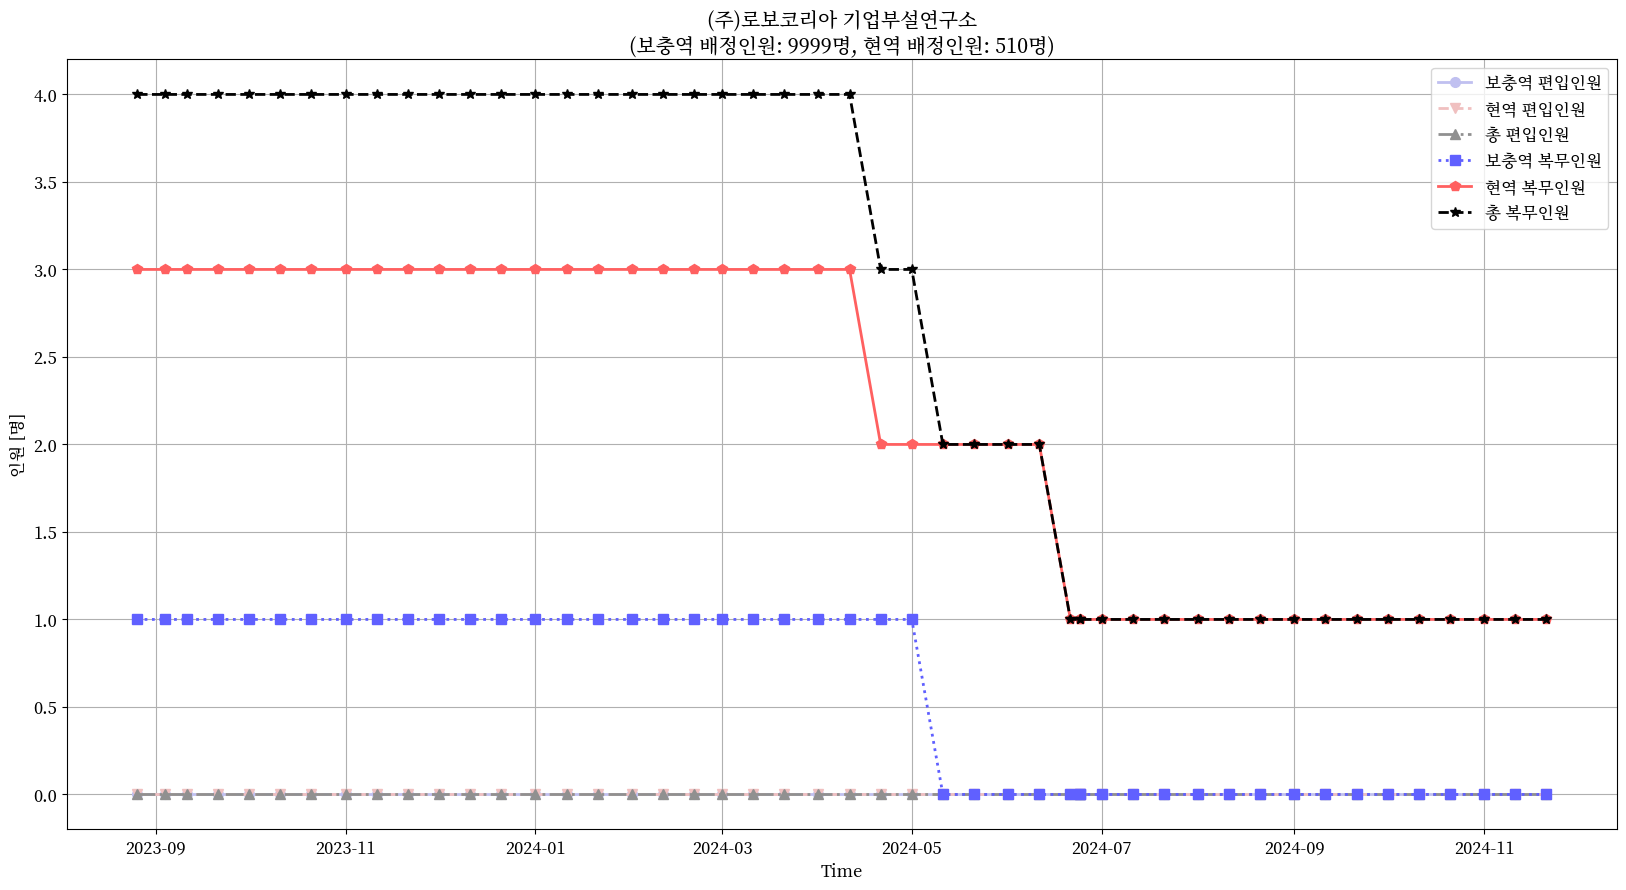 (주)로보코리아 기업부설연구소
(보충역 배정인원: 9999명, 현역 배정인원: 510명)
보충역 편입인원
현역 편입인원
총 편입인원
보충역 복무인원
현역 복무인원
총 복무인원
인원 [명]
4.0
3.5
3.0
2.5
2.0
1.5
1.0
0.5
0.0
2023-09 2023-11 2024-01 2024-03 2024-05 2024-07 2024-09 2024-11
Time